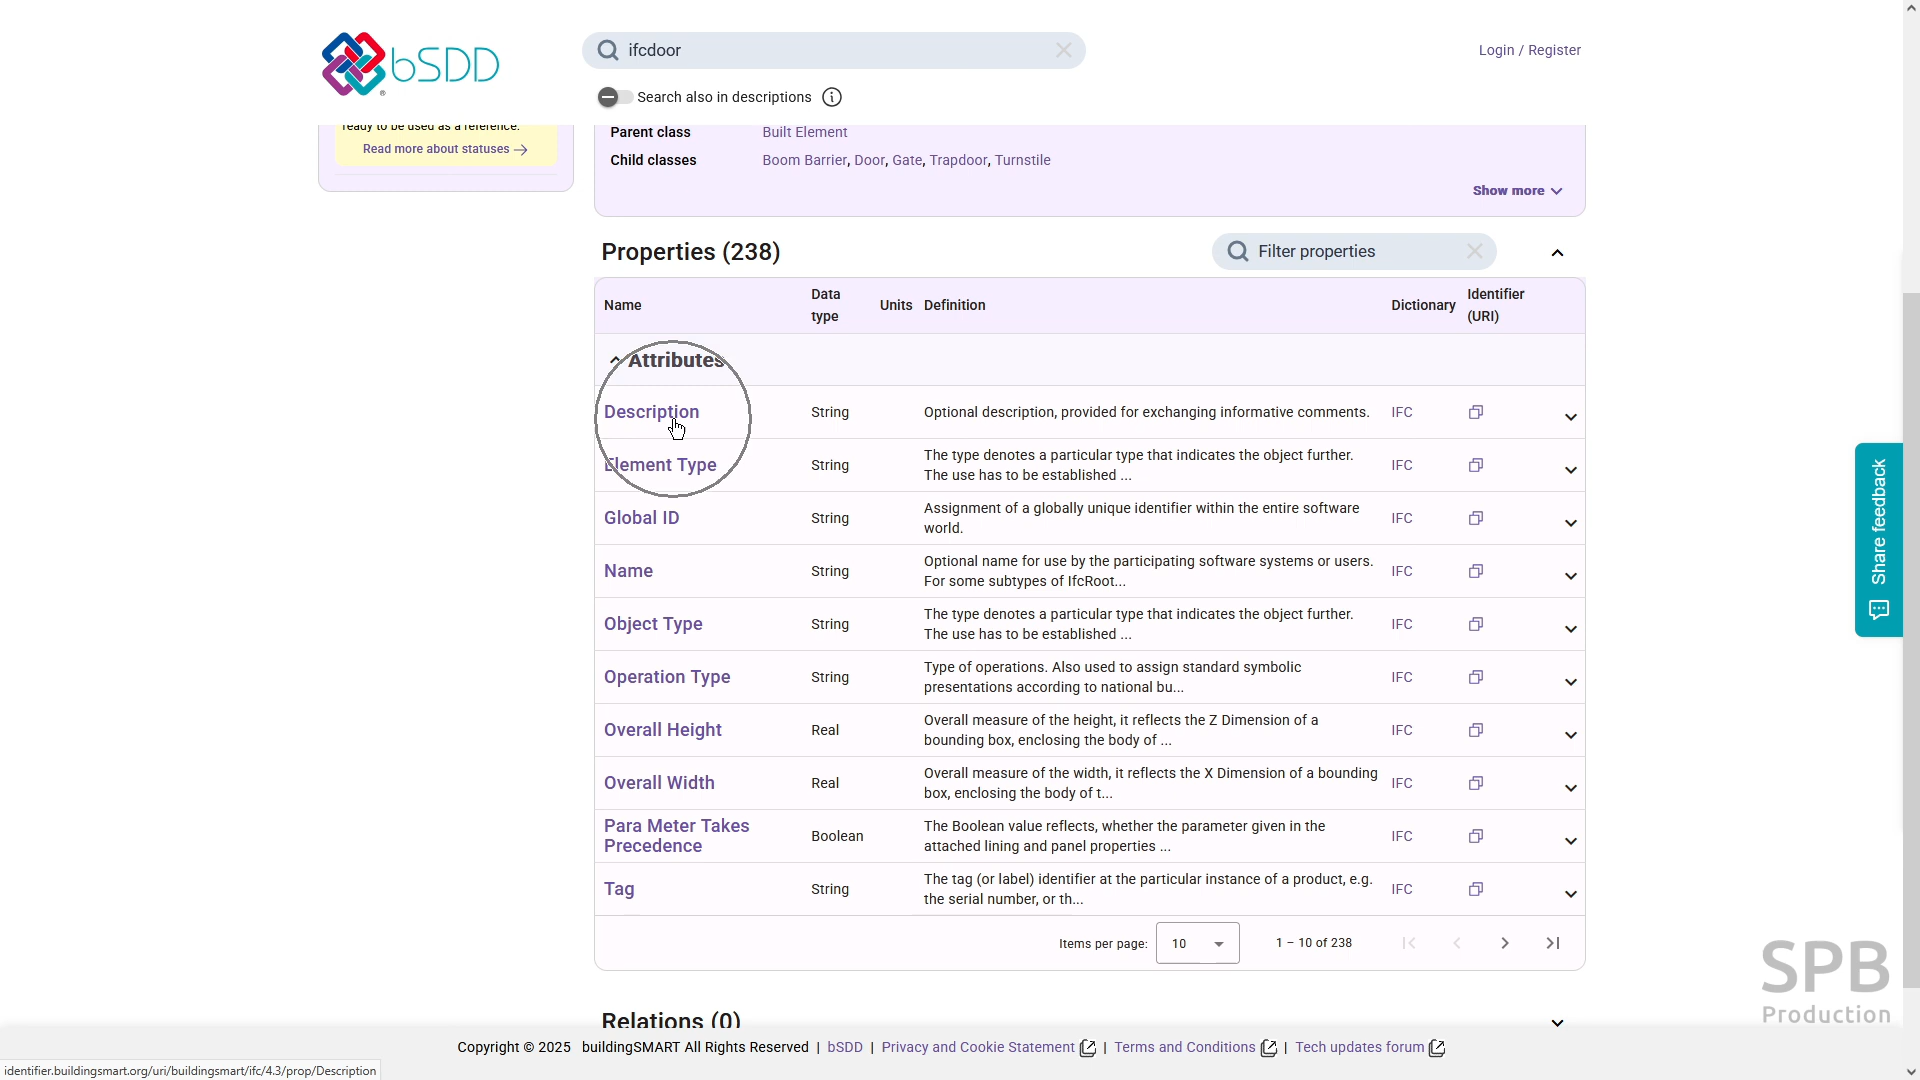 bSDD
ifcdoor
Login / Register
Search also in descriptions
ready to be used as a reference.
Read more about statuses →
Parent class Built Element
Child classes Boom Barrier, Door, Gate, Trapdoor, Turnstile
Show more
Properties (238)
Filter properties
Name Data type Units Definition Dictionary Identifier (URI)
Attributes
Description String Optional description, provided for exchanging informative comments. IFC
Element Type String The type denotes a particular type that indicates the object further.
The use has to be established ...
IFC
Global ID String Assignment of a globally unique identifier within the entire software
world.
IFC
Name String Optional name for use by the participating software systems or users.
For some subtypes of IfcRoot...
IFC
Object Type String The type denotes a particular type that indicates the object further.
The use has to be established ...
IFC
Operation Type String Type of operations. Also used to assign standard symbolic
presentations according to national bu...
IFC
Overall Height Real Overall measure of the height, it reflects the Z Dimension of a
bounding box, enclosing the body of ...
IFC
Overall Width Real Overall measure of the width, it reflects the X Dimension of a bounding
box, enclosing the body of t...
IFC
Para Meter Takes
Precedence
Boolean
The Boolean value reflects, whether the parameter given in the
attached lining and panel properties ...
IFC
Tag String The tag (or label) identifier at the particular instance of a product, e.g.
the serial number, or th...
IFC
Items per page: 10 1 – 10 of 238
Relations (0)
Copyright © 2025 buildingSMART All Rights Reserved | bSDD | Privacy and Cookie Statement | Terms and Conditions | Tech updates forum
identifier.buildingsmart.org/uri/buildingsmart/ifc/4.3/prop/Description
Share feedback
SPB
Production